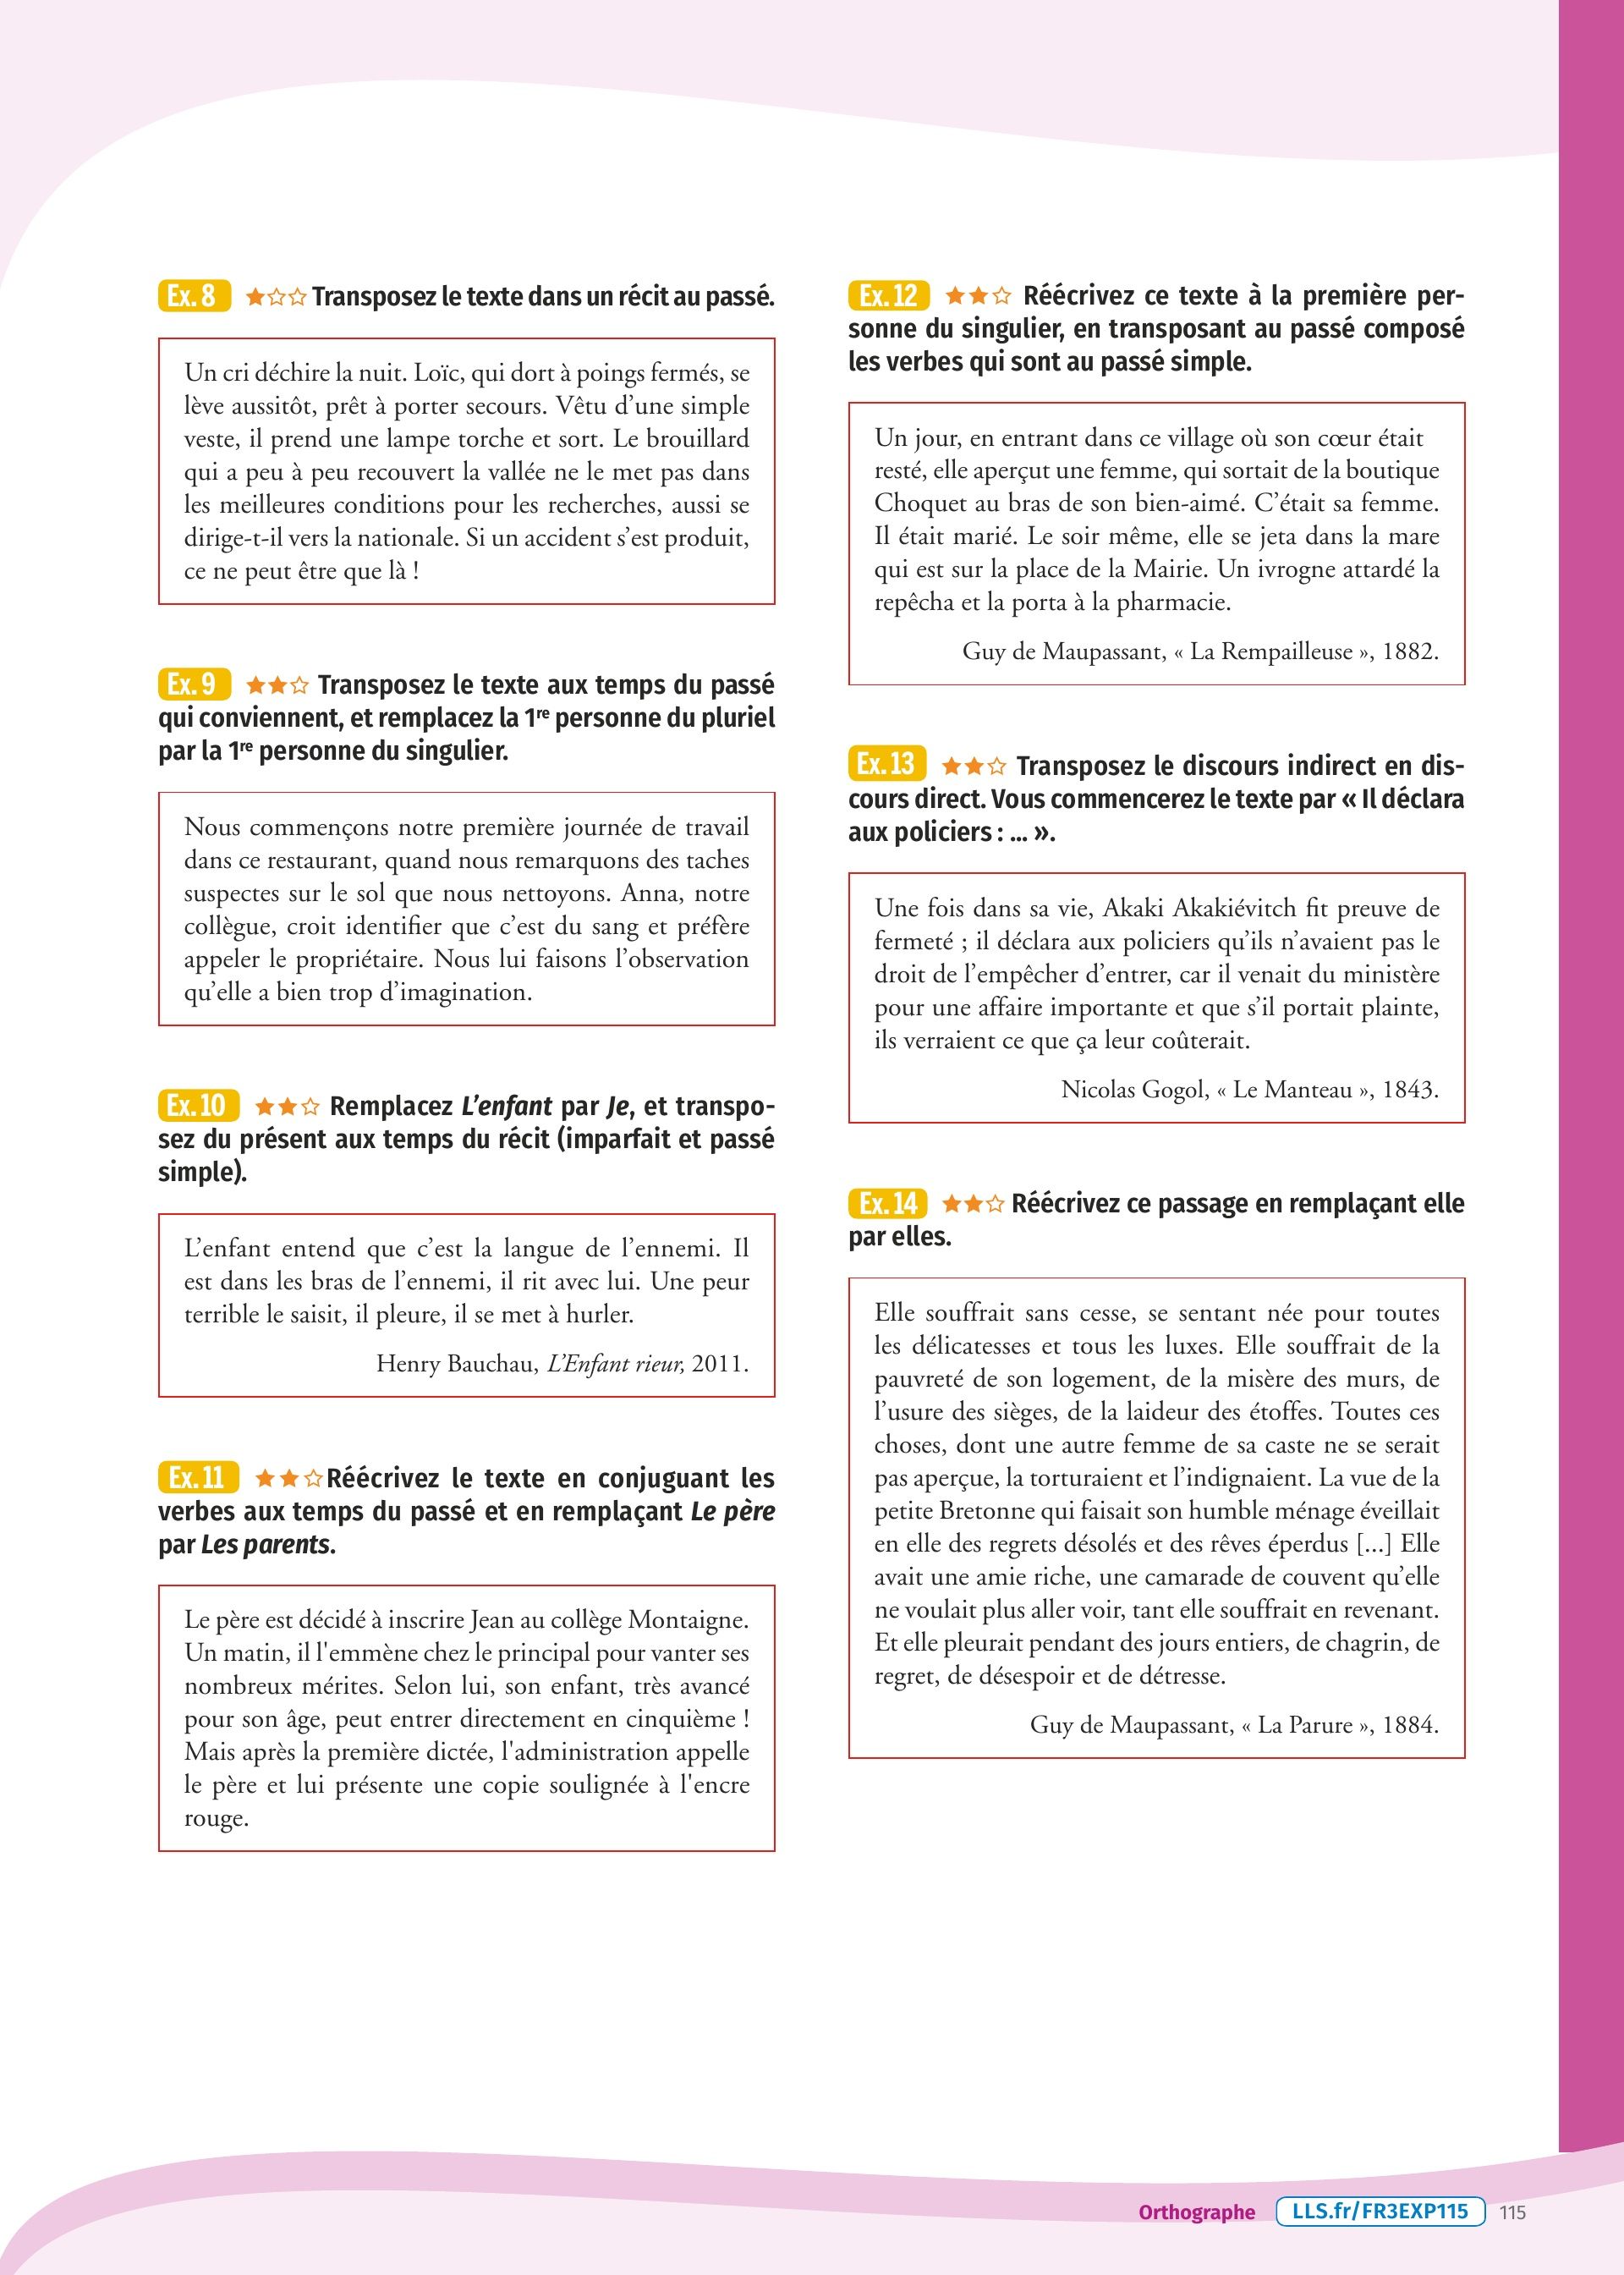 Ex. 8 ★☆☆ Transposez le texte dans un récit au passé.
Un cri déchire la nuit. Loïc, qui dort à poings fermés, se
lève aussitôt, prêt à porter secours. Vêtu d’une simple
veste, il prend une lampe torche et sort. Le brouillard
qui a peu à peu recouvert la vallée ne le met pas dans
les meilleures conditions pour les recherches, aussi se
dirige-t-il vers la nationale. Si un accident s’est produit,
ce ne peut être que là !
Ex. 9 ★★☆ Transposez le texte aux temps du passé
qui conviennent, et remplacez la 1re personne du pluriel
par la 1re personne du singulier.
Nous commençons notre première journée de travail
dans ce restaurant, quand nous remarquons des taches
suspectes sur le sol que nous nettoyons. Anna, notre
collègue, croit identifier que c’est du sang et préfère
appeler le propriétaire. Nous lui faisons l’observation
qu’elle a bien trop d’imagination.
Ex. 10 ★★☆ Remplacez L’enfant par Je, et transpo-
sez du présent aux temps du récit (imparfait et passé
simple).
L’enfant entend que c’est la langue de l’ennemi. Il
est dans les bras de l’ennemi, il rit avec lui. Une peur
terrible le saisit, il pleure, il se met à hurler.
Henry Bauchau, L’Enfant rieur, 2011.
Ex. 11 ★★☆Réécrivez le texte en conjuguant les
verbes aux temps du passé et en remplaçant Le père
par Les parents.
Le père est décidé à inscrire Jean au collège Montaigne.
Un matin, il l'emmène chez le principal pour vanter ses
nombreux mérites. Selon lui, son enfant, très avancé
pour son âge, peut entrer directement en cinquième !
Mais après la première dictée, l'administration appelle
le père et lui présente une copie soulignée à l'encre
rouge.
Ex. 12 ★★☆ Réécrivez ce texte à la première per-
sonne du singulier, en transposant au passé composé
les verbes qui sont au passé simple.
Un jour, en entrant dans ce village où son cœur était
resté, elle aperçut une femme, qui sortait de la boutique
Choquet au bras de son bien-aimé. C’était sa femme.
Il était marié. Le soir même, elle se jeta dans la mare
qui est sur la place de la Mairie. Un ivrogne attardé la
repêcha et la porta à la pharmacie.
Guy de Maupassant, « La Rempailleuse », 1882.
Ex. 13 ★★☆ Transposez le discours indirect en dis-
cours direct. Vous commencerez le texte par « Il déclara
aux policiers : ... ».
Une fois dans sa vie, Akaki Akakiévitch fit preuve de
fermeté ; il déclara aux policiers qu’ils n’avaient pas le
droit de l’empêcher d’entrer, car il venait du ministère
pour une affaire importante et que s’il portait plainte,
ils verraient ce que ça leur coûterait.
Nicolas Gogol, « Le Manteau », 1843.
Ex. 14 ★★☆ Réécrivez ce passage en remplaçant elle
par elles.
Elle souffrait sans cesse, se sentant née pour toutes
les délicatesses et tous les luxes. Elle souffrait de la
pauvreté de son logement, de la misère des murs, de
l’usure des sièges, de la laideur des étoffes. Toutes ces
choses, dont une autre femme de sa caste ne se serait
pas aperçue, la torturaient et l’indignaient. La vue de la
petite Bretonne qui faisait son humble ménage éveillait
en elle des regrets désolés et des rêves éperdus [...] Elle
avait une amie riche, une camarade de couvent qu’elle
ne voulait plus aller voir, tant elle souffrait en revenant.
Et elle pleurait pendant des jours entiers, de chagrin, de
regret, de désespoir et de détresse.
Guy de Maupassant, « La Parure », 1884.
Orthographe LLS.fr/FR3EXP115 115